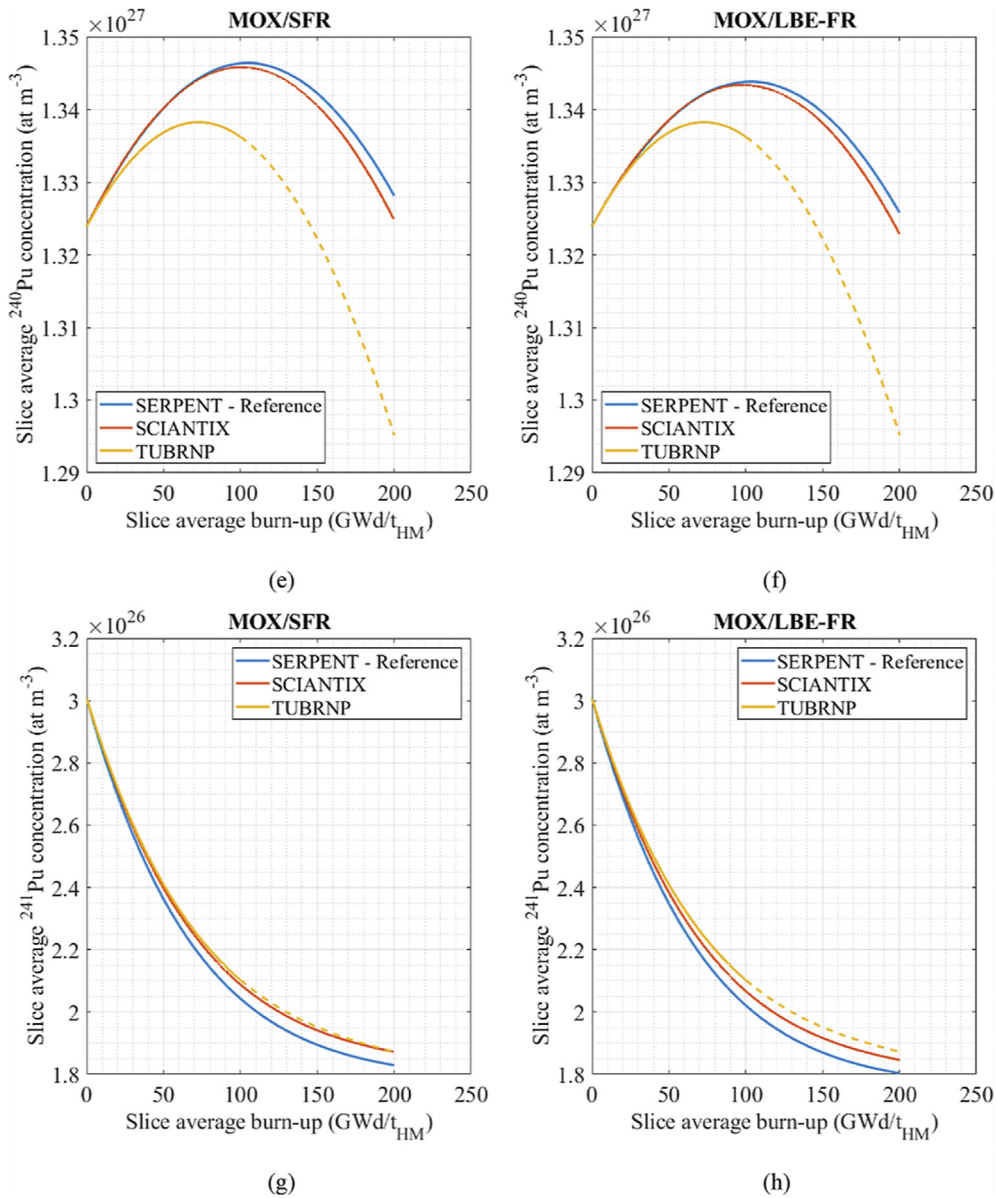 MOX/SFR
×10^27
Slice average ^240Pu concentration (at m^-3)
1.35
1.34
1.33
1.32
1.31
1.3
1.29
SERPENT - Reference
SCIANTIX
TUBRNP
0 50 100 150 200 250
Slice average burn-up (GWd/t_HM)
(e)
MOX/LBE-FR
×10^27
Slice average ^240Pu concentration (at m^-3)
1.35
1.34
1.33
1.32
1.31
1.3
1.29
SERPENT - Reference
SCIANTIX
TUBRNP
0 50 100 150 200 250
Slice average burn-up (GWd/t_HM)
(f)
MOX/SFR
×10^26
Slice average ^241Pu concentration (at m^-3)
3.2
3
2.8
2.6
2.4
2.2
2
1.8
SERPENT - Reference
SCIANTIX
TUBRNP
0 50 100 150 200 250
Slice average burn-up (GWd/t_HM)
(g)
MOX/LBE-FR
×10^26
Slice average ^241Pu concentration (at m^-3)
3.2
3
2.8
2.6
2.4
2.2
2
1.8
SERPENT - Reference
SCIANTIX
TUBRNP
0 50 100 150 200 250
Slice average burn-up (GWd/t_HM)
(h)